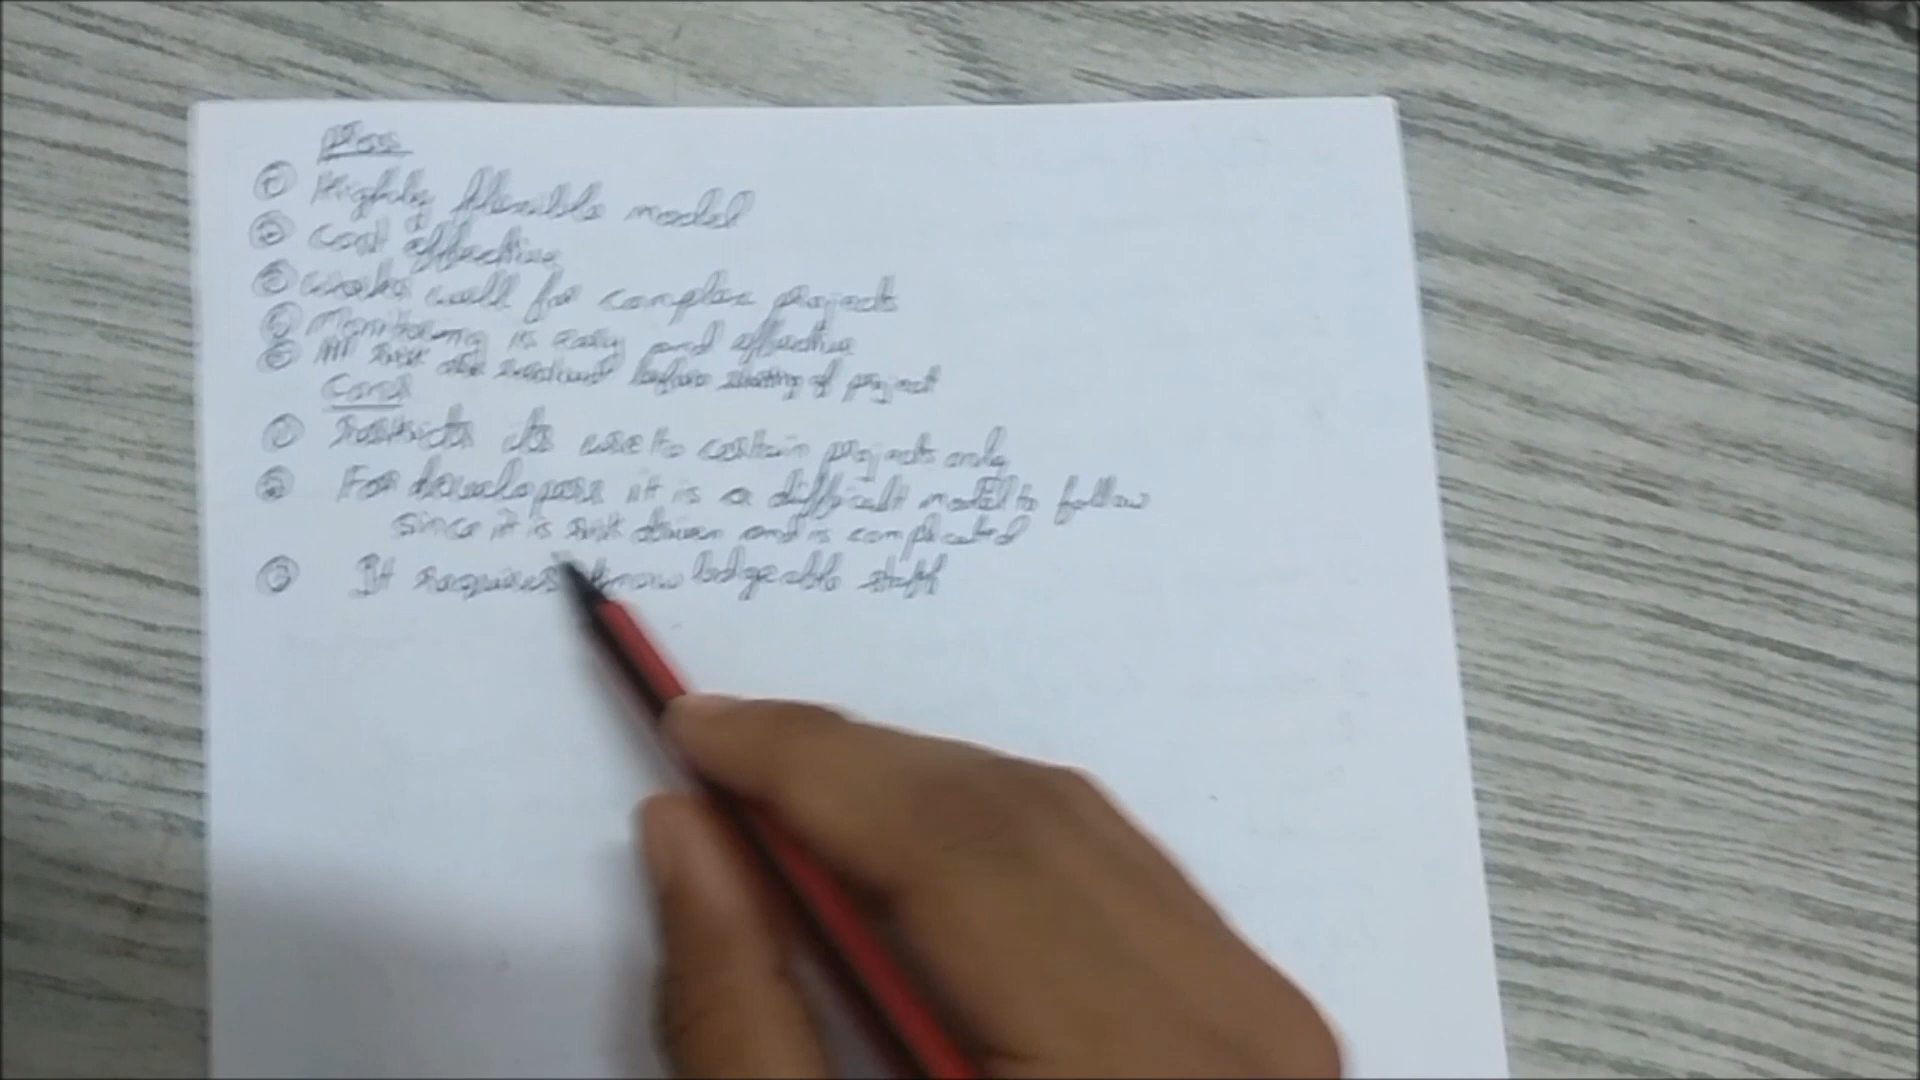 Pros
① Highly flexible model
② Cost effective
③ Works well for complex projects
④ Monitoring is easy and effective
⑤ All risk are before starting of project
Cons
① Restricts its use to certain projects only
② For developers it is a difficult model to follow
since it is risk driven and is complicated
③ It requires knowledgeable staff